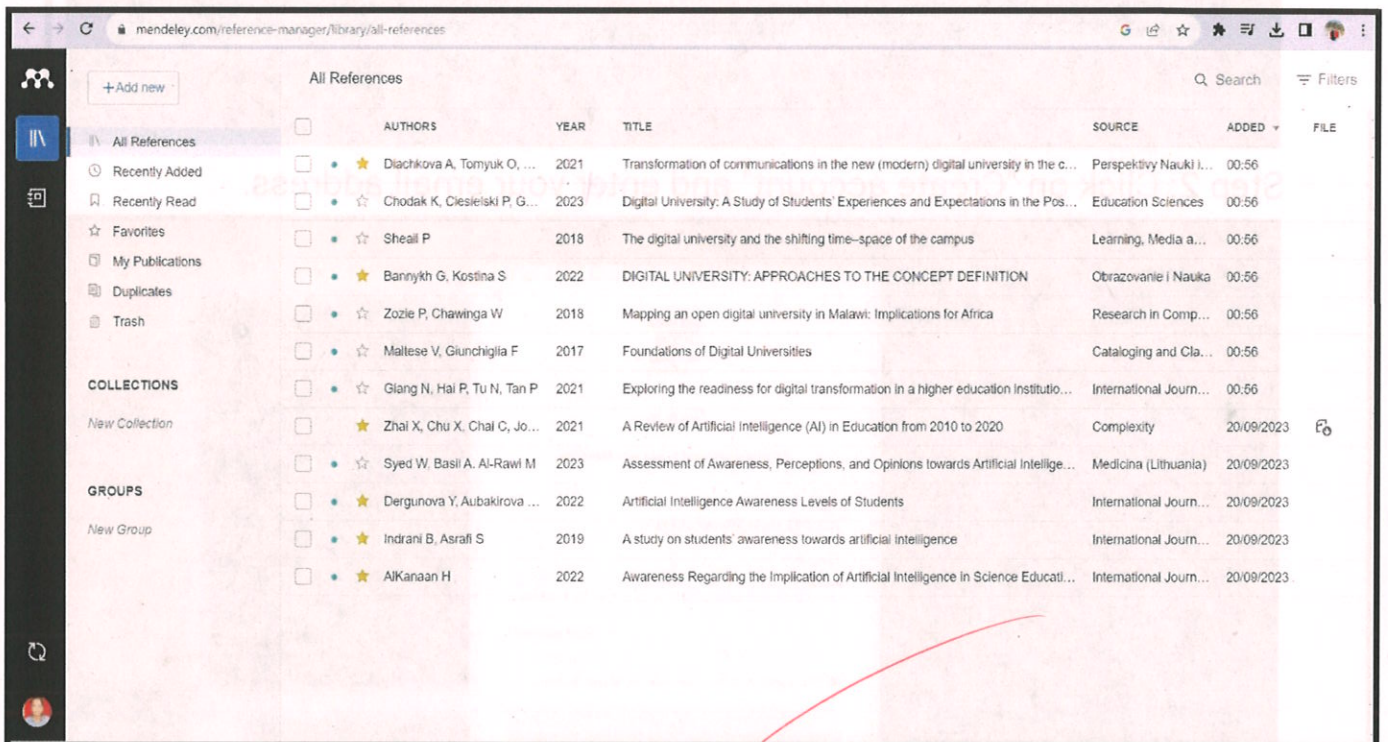 mendeley.com/reference-manager/library/all-references
+Add new
All References
Search
Filters
AUTHORS YEAR TITLE SOURCE ADDED FILE
All References
Recently Added
Recently Read
Favorites
My Publications
Duplicates
Trash
COLLECTIONS
New Collection
GROUPS
New Group
Diachkova A, Tomyuk O, ... 2021 Transformation of communications in the new (modern) digital university in the c... Perspektivy Nauki i... 00:56
Chodak K, Ciesielski P, G... 2023 Digital University: A Study of Students' Experiences and Expectations in the Pos... Education Sciences 00:56
Sheail P 2018 The digital university and the shifting time–space of the campus Learning, Media a... 00:56
Bannykh G, Kostina S 2022 DIGITAL UNIVERSITY: APPROACHES TO THE CONCEPT DEFINITION Obrazovanie i Nauka 00:56
Zozie P, Chawinga W 2018 Mapping an open digital university in Malawi: Implications for Africa Research in Comp... 00:56
Maltese V, Giunchiglia F 2017 Foundations of Digital Universities Cataloging and Cla... 00:56
Giang N, Hai P, Tu N, Tan P 2021 Exploring the readiness for digital transformation in a higher education institutio... International Journ... 00:56
Zhai X, Chu X, Chai C, Jo... 2021 A Review of Artificial Intelligence (AI) in Education from 2010 to 2020 Complexity 20/09/2023
Syed W, Basil A. Al-Rawi M 2023 Assessment of Awareness, Perceptions, and Opinions towards Artificial Intellige... Medicina (Lithuania) 20/09/2023
Dergunova Y, Aubakirova ... 2022 Artificial Intelligence Awareness Levels of Students International Journ... 20/09/2023
Indrani B, Asrafi S 2019 A study on students' awareness towards artificial intelligence International Journ... 20/09/2023
AlKanaan H 2022 Awareness Regarding the Implication of Artificial Intelligence in Science Educati... International Journ... 20/09/2023
Step 2: Click on "Create account" and enter your email address.